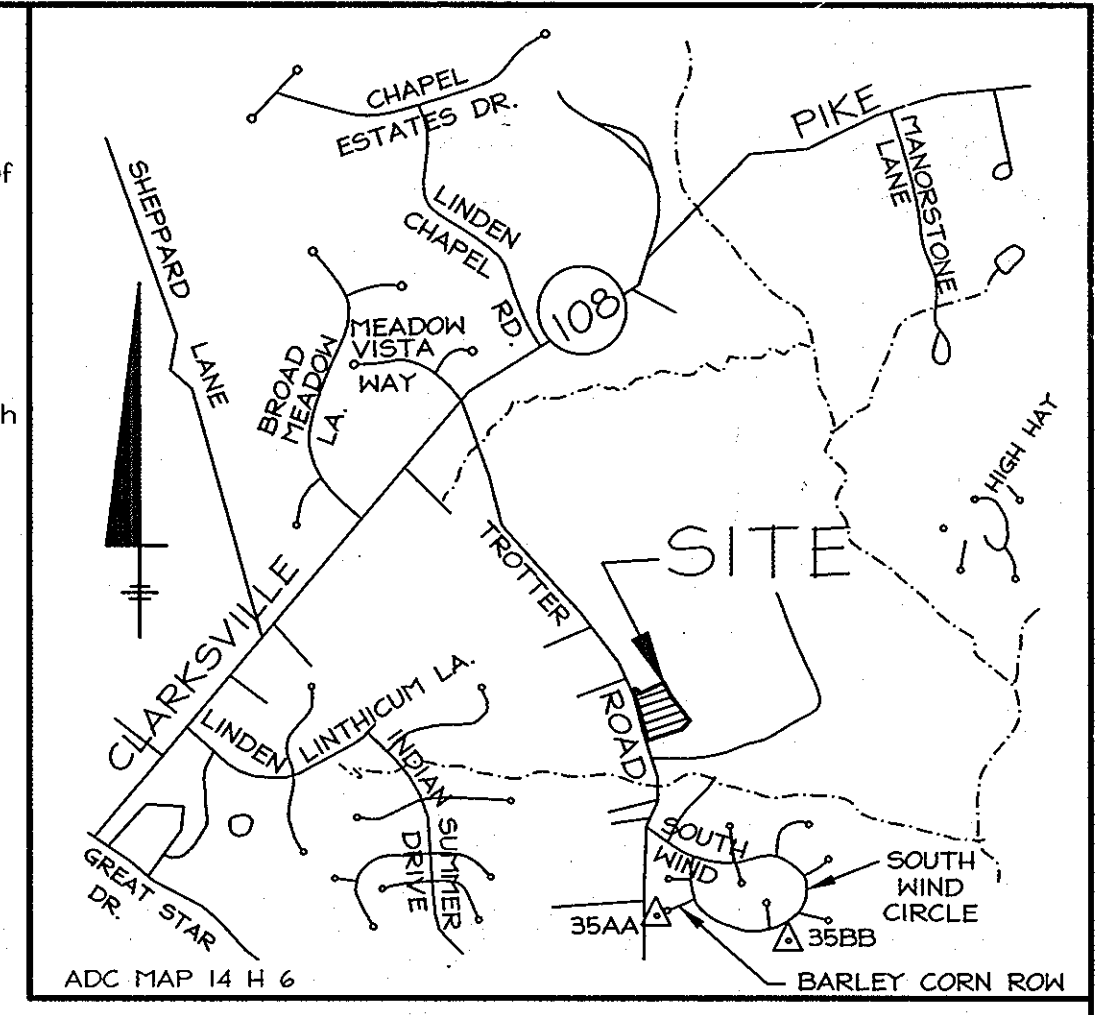 CHAPEL
ESTATES DR.
PIKE
MANORSTONE
LANE
SHEPPARD
LANE
LINDEN
CHAPEL
RD.
108
MEADOW
VISTA
WAY
BROAD
MEADOW
LA.
HIGH HAY
SITE
TROTTER
ROAD
CLARKSVILLE
LINDEN
LINTHICUM LA.
INDIAN
SUMMER
DRIVE
GREAT STAR
DR.
SOUTH
WIND
SOUTH
WIND
CIRCLE
35AA
35BB
BARLEY CORN ROW
ADC MAP 14 H 6
h